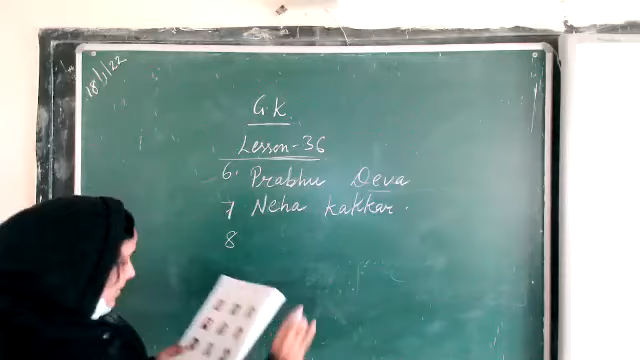 18/1/22
G.K.
Lesson-36
6. Prabhu Deva
7 Neha Kakkar.
8